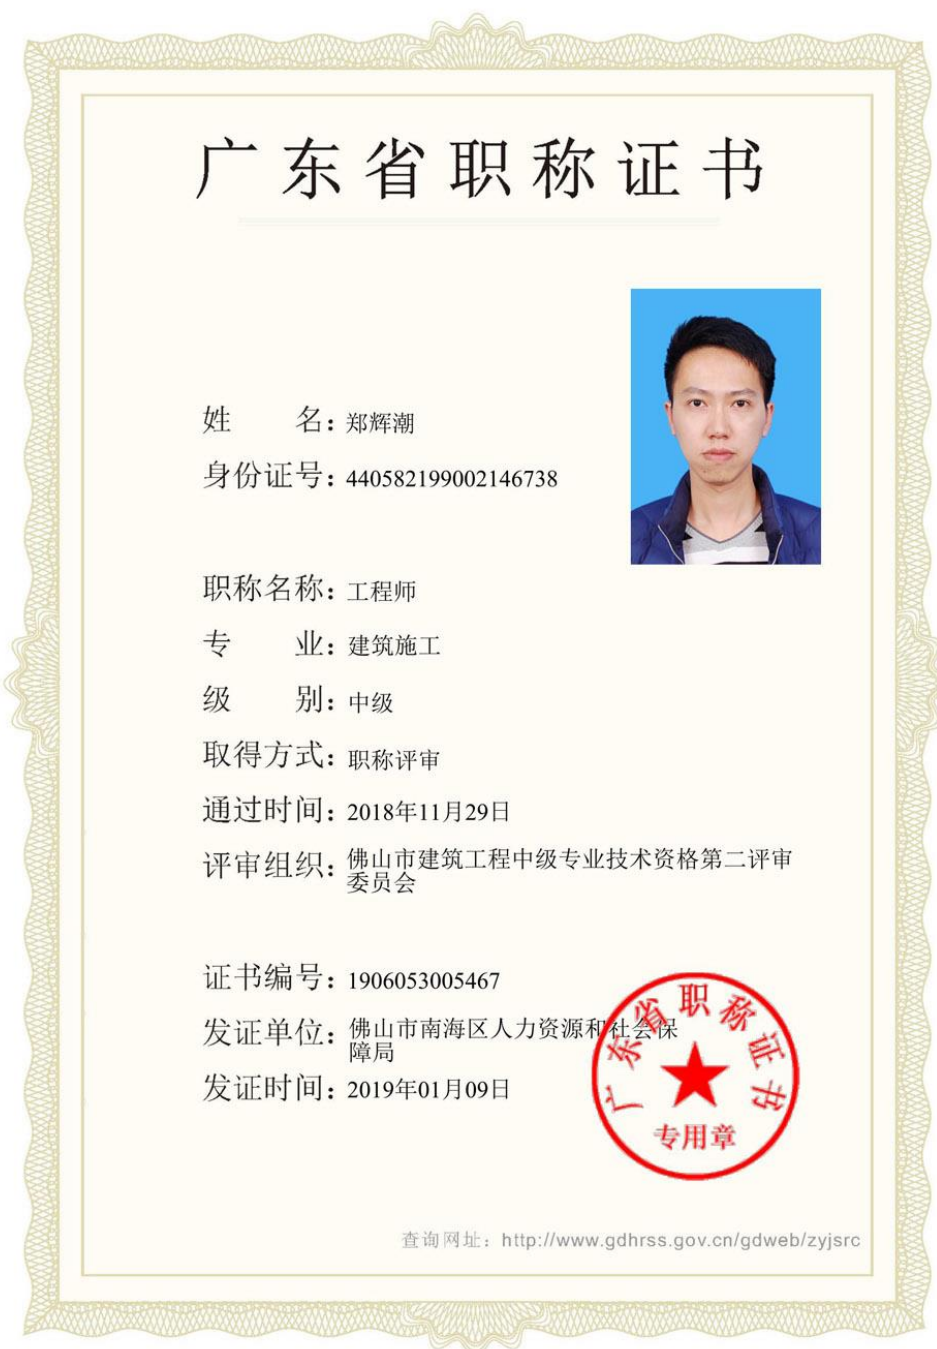 广东省职称证书
姓 名：郑辉潮
身份证号：440582199002146738
职称名称：工程师
专 业：建筑施工
级 别：中级
取得方式：职称评审
通过时间：2018年11月29日
评审组织：佛山市建筑工程中级专业技术资格第二评审
委员会
证书编号：1906053005467
发证单位：佛山市南海区人力资源和社会保
障局
发证时间：2019年01月09日
广东省职称证书
专用章
查询网址：http://www.gdhrss.gov.cn/gdweb/zyjsrc